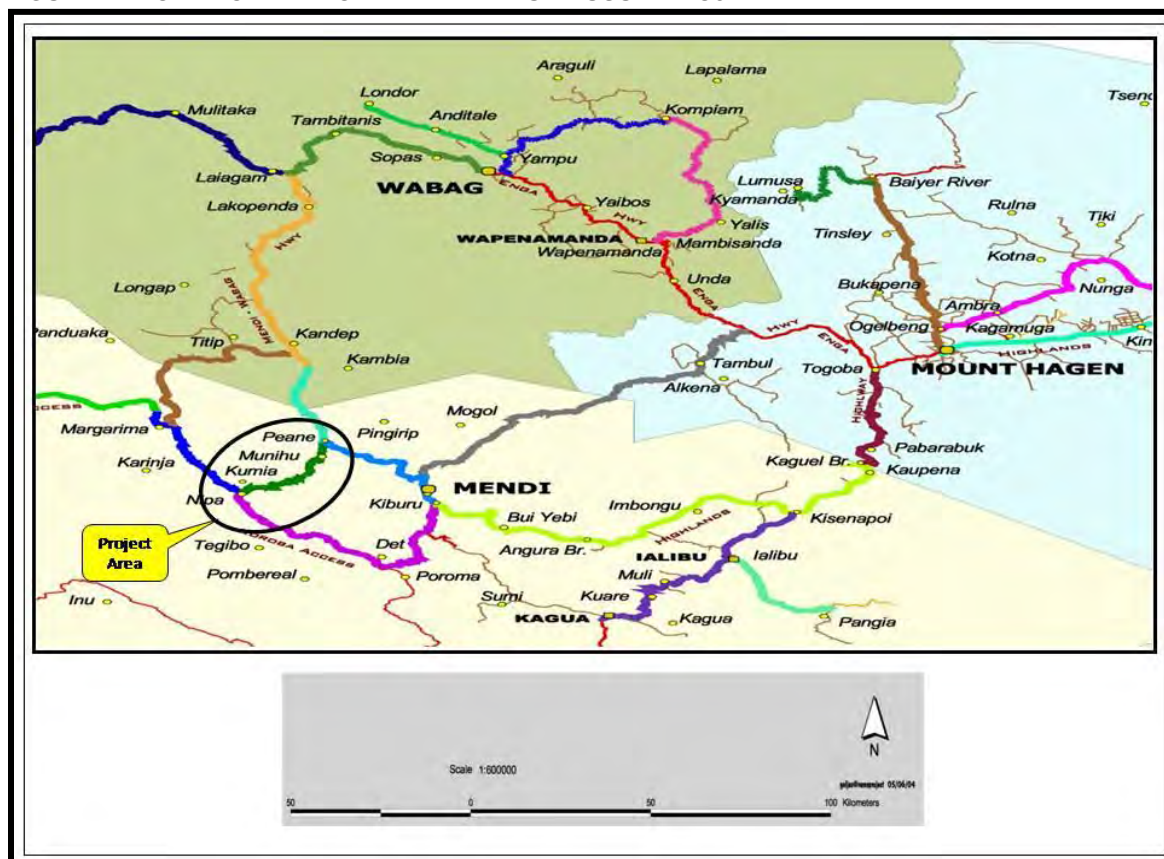 Araguli
Lapalama
Londor
Mulitaka
Anditale
Kompiam
Tambitanis
Sopas
Yampu
Laiagam
WABAG
ENGA
HWY
Lumusa
Kyamanda
Baiyer River
Lakopenda
Yaibos
Rulna
Tiki
HWY
WAPENAMANDA
Yalis
Mambisanda
Wapenamanda
Tinsley
Kotna
Longap
MENDI - WABAG
Unda
ENGA
Bukapena
Nunga
Ambra
Panduaka
Titip
Kandep
HWY
ENGA
Ogelbeng
Kagamuga
Kin
HIGHLANDS
Kambia
Tambul
Togoba
MOUNT HAGEN
Alkena
ACCESS
Mogol
HIGHLWAY
Margarima
Peane
Pingirip
Pabarabuk
Karinja
Munihu
Kumia
Kaguel Br.
Kaupena
Nipa
Kiburu
MENDI
Imbongu
Kisenapoi
Project
Area
Bui Yebi
HIGHLANDS
Tegibo
ACCESS
Det
Angura Br.
IALIBU
Ialibu
Pombereal
Poroma
Muli
Inu
Sumi
Kuare
KAGUA
Kagua
Pangia
Scale 1:600000
N
50
0
50
100 Kilometers